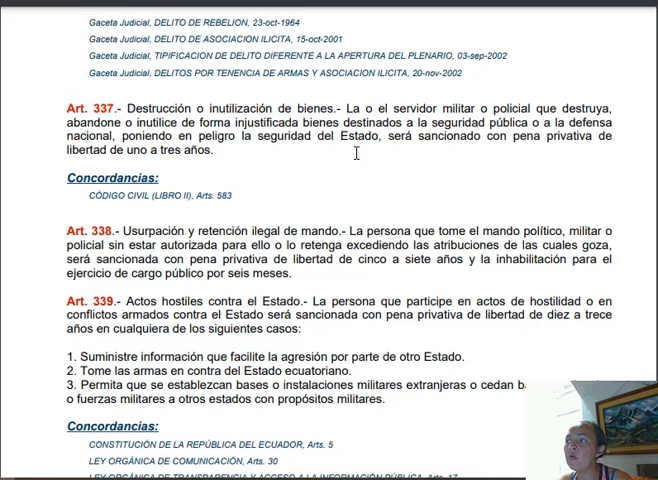 Gaceta Judicial, DELITO DE REBELION, 23-oct-1964
Gaceta Judicial, DELITO DE ASOCIACION ILICITA, 15-oct-2001
Gaceta Judicial, TIPIFICACION DE DELITO DIFERENTE A LA APERTURA DEL PLENARIO, 03-sep-2002
Gaceta Judicial, DELITOS POR TENENCIA DE ARMAS Y ASOCIACION ILICITA, 20-nov-2002
Art. 337.- Destrucción o inutilización de bienes.- La o el servidor militar o policial que destruya,
abandone o inutilice de forma injustificada bienes destinados a la seguridad pública o a la defensa
nacional, poniendo en peligro la seguridad del Estado, será sancionado con pena privativa de
libertad de uno a tres años.
Concordancias:
CÓDIGO CIVIL (LIBRO II), Arts. 583
Art. 338.- Usurpación y retención ilegal de mando.- La persona que tome el mando político, militar o
policial sin estar autorizada para ello o lo retenga excediendo las atribuciones de las cuales goza,
será sancionada con pena privativa de libertad de cinco a siete años y la inhabilitación para el
ejercicio de cargo público por seis meses.
Art. 339.- Actos hostiles contra el Estado.- La persona que participe en actos de hostilidad o en
conflictos armados contra el Estado será sancionada con pena privativa de libertad de diez a trece
años en cualquiera de los siguientes casos:
1. Suministre información que facilite la agresión por parte de otro Estado.
2. Tome las armas en contra del Estado ecuatoriano.
3. Permita que se establezcan bases o instalaciones militares extranjeras o cedan
o fuerzas militares a otros estados con propósitos militares.
Concordancias:
CONSTITUCIÓN DE LA REPÚBLICA DEL ECUADOR, Arts. 5
LEY ORGÁNICA DE COMUNICACIÓN, Arts. 30
LEY ORGÁNICA DE TRANSPARENCIA Y ACCESO A LA INFORMACIÓN PÚBLICA, Arts. 17